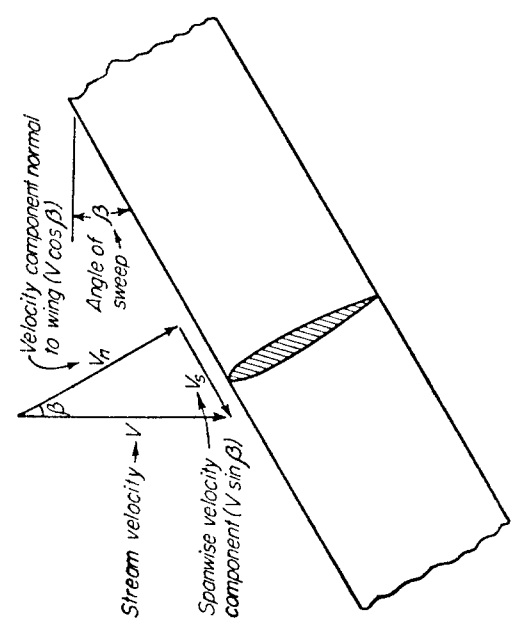 Velocity component normal
to wing (V cos β)
Angle of
sweep
β
Vn
β
Vs
Stream velocity
V
Spanwise velocity
component (V sin β)